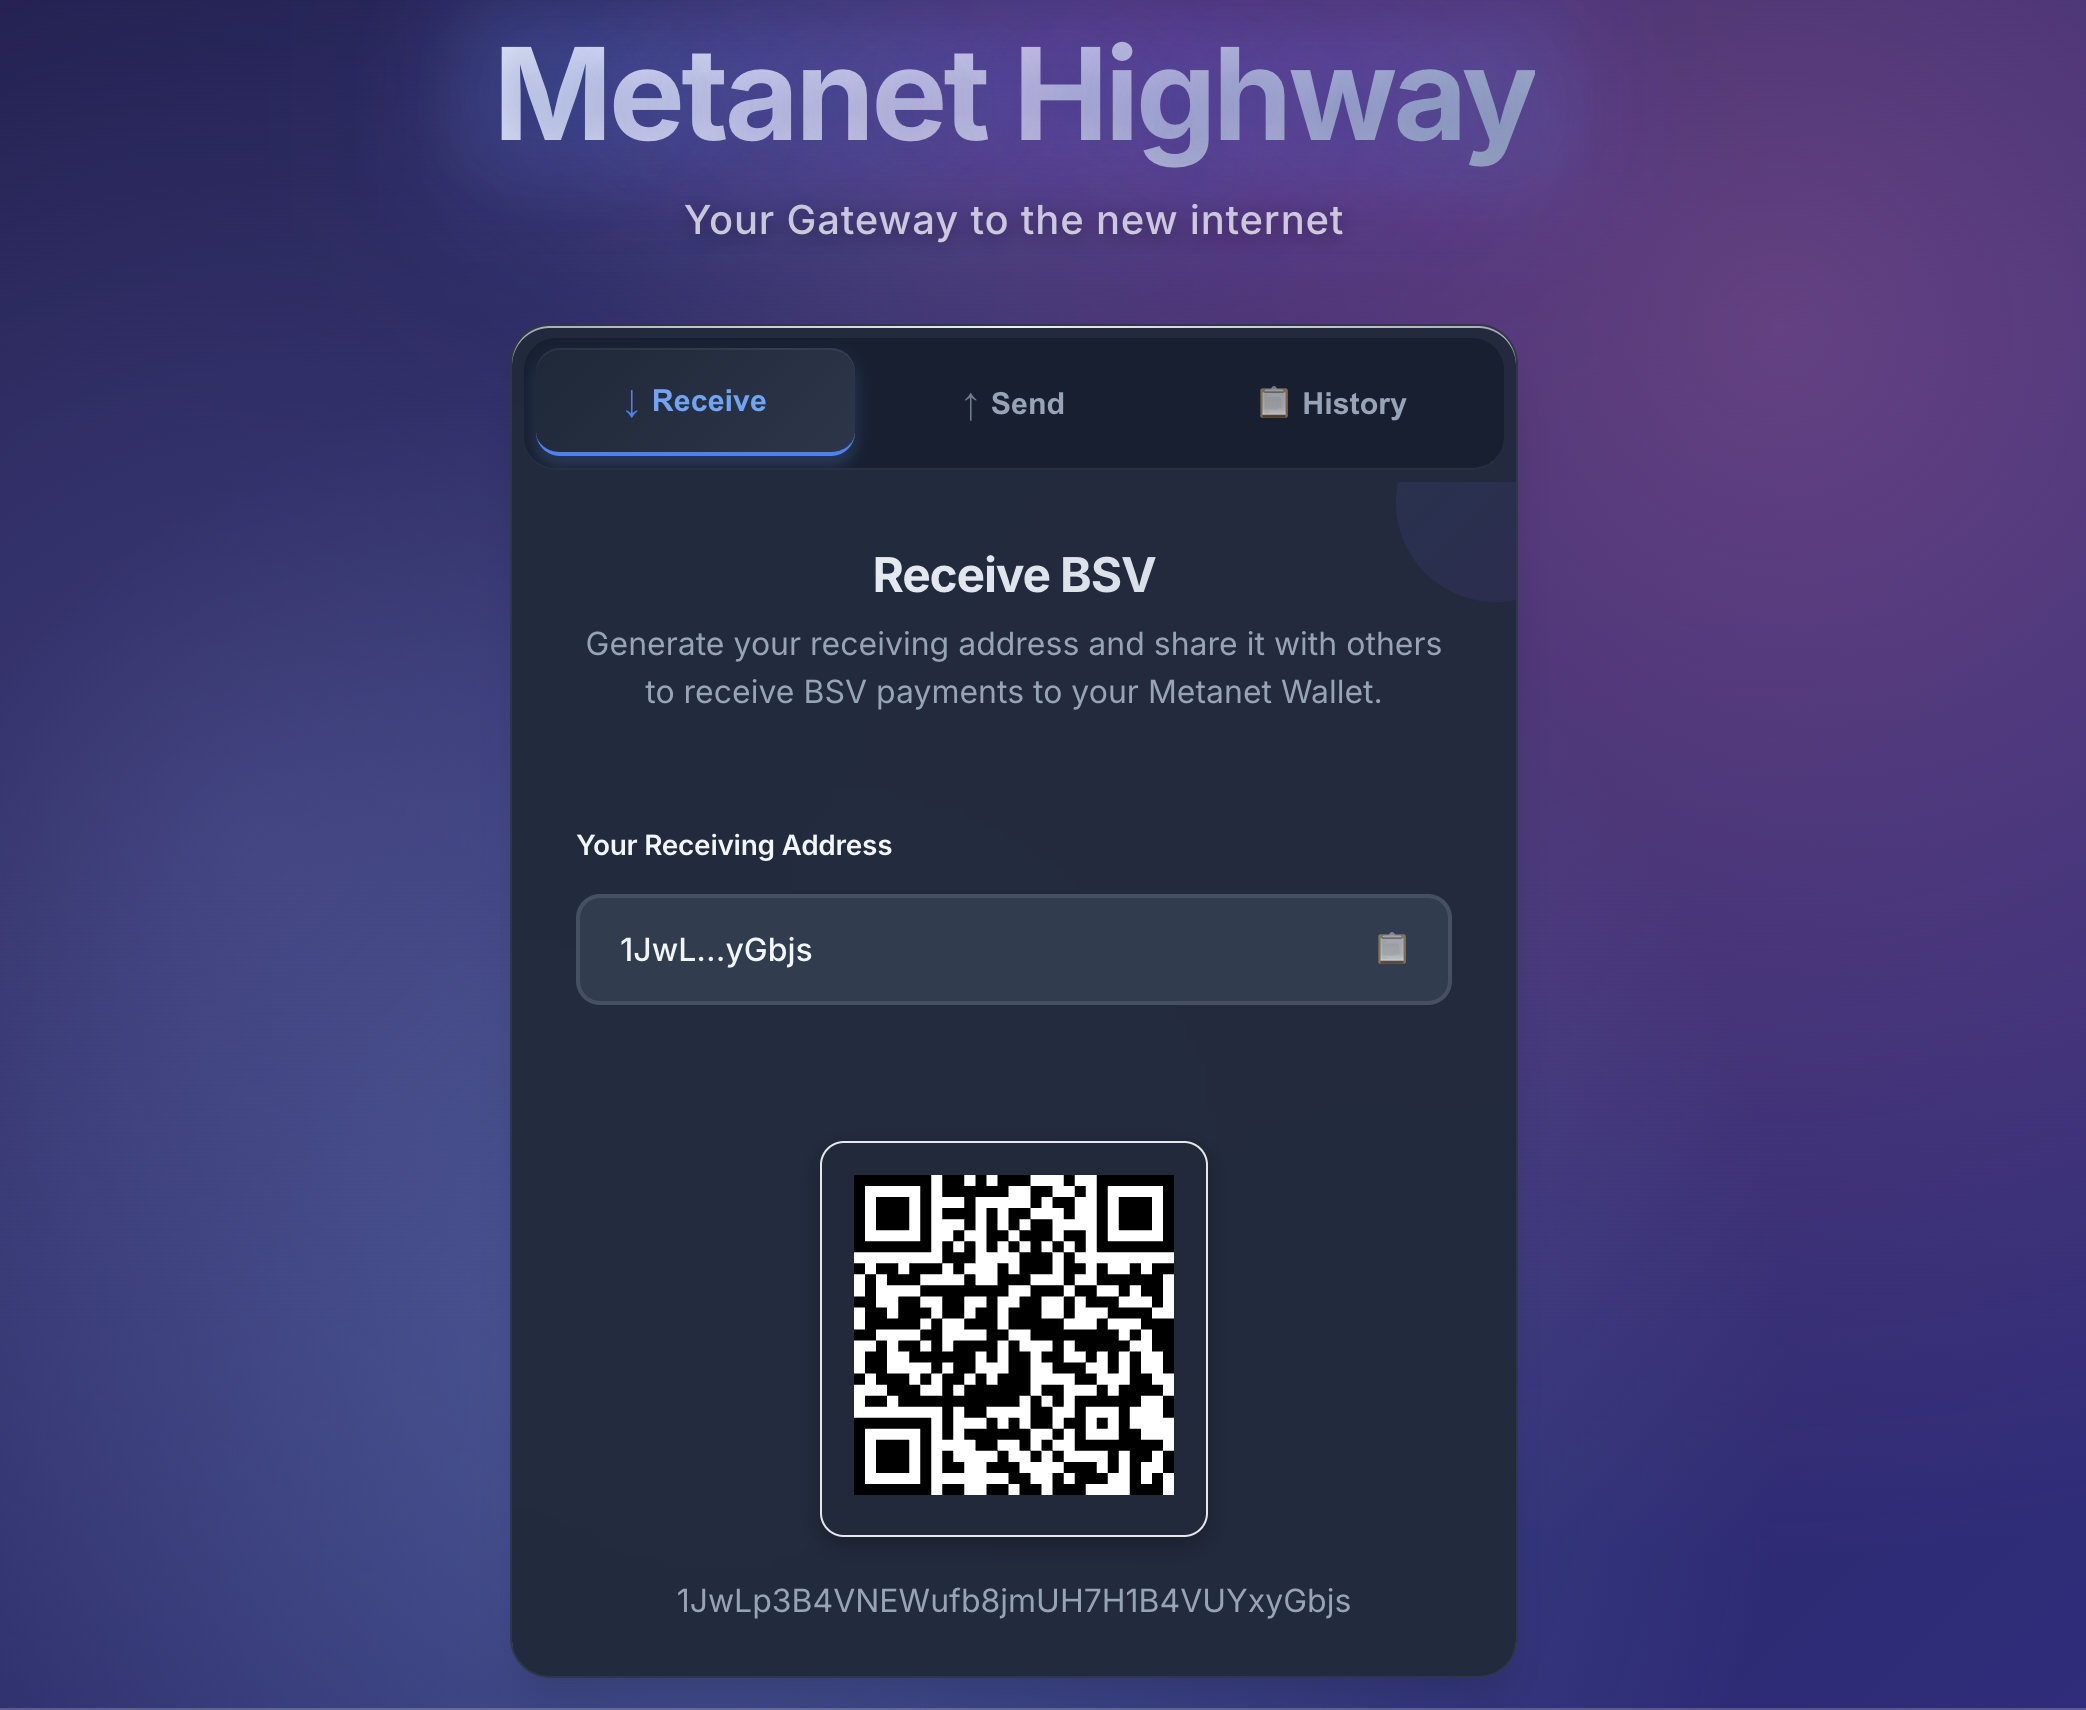 Metanet Highway
Your Gateway to the new internet
↓ Receive
↑ Send
📋 History
Receive BSV
Generate your receiving address and share it with others
to receive BSV payments to your Metanet Wallet.
Your Receiving Address
1JwL...yGbjs
1JwLp3B4VNEWufb8jmUH7H1B4VUYxyGbjs